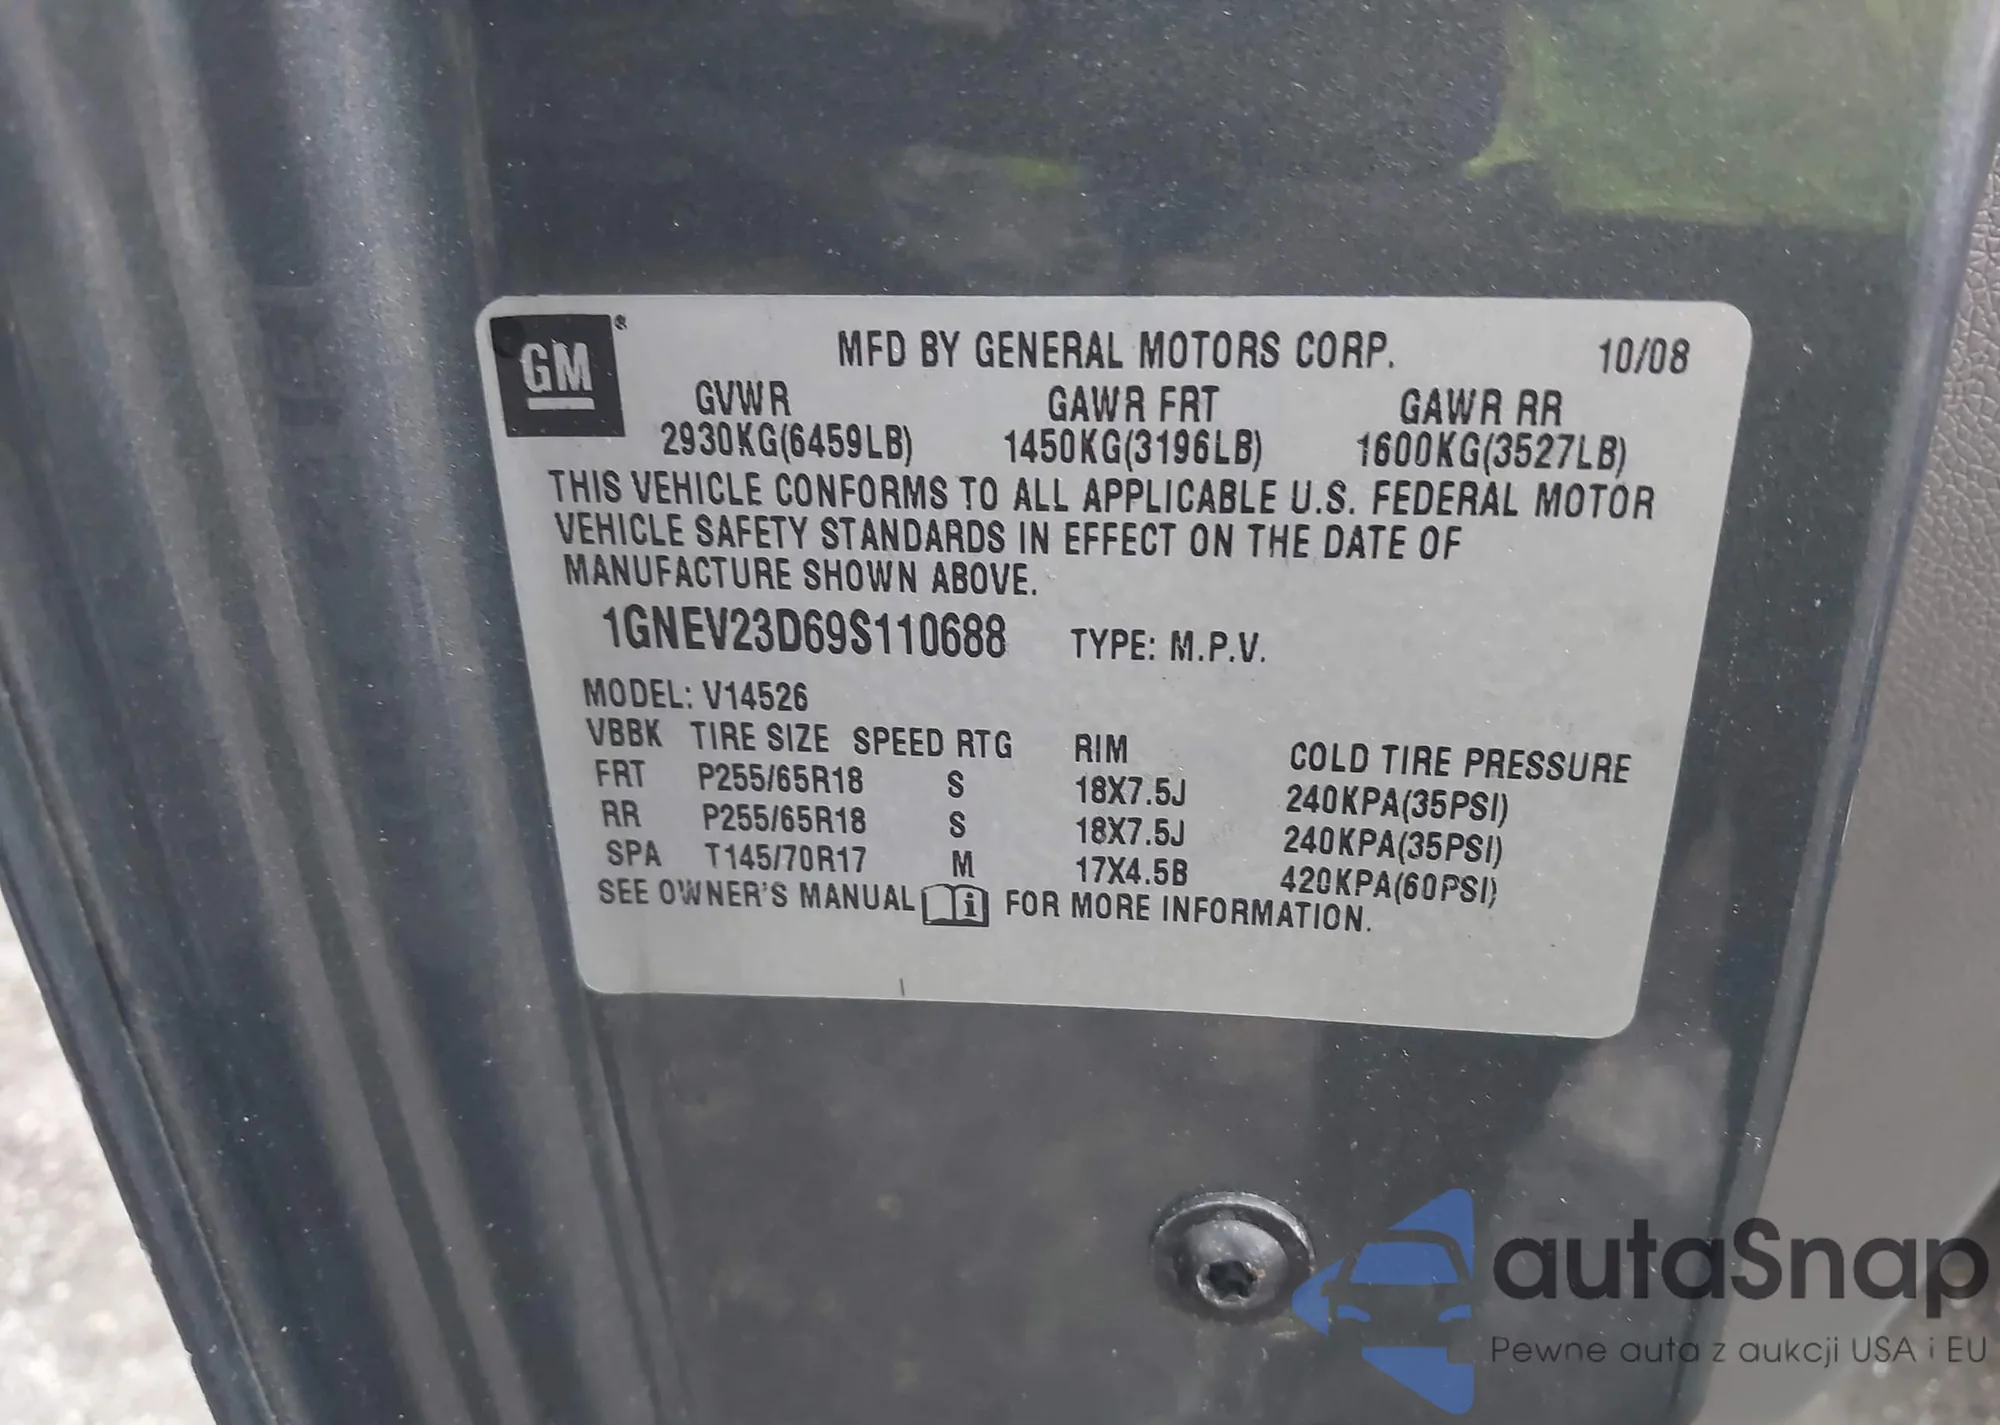 GM ®
MFD BY GENERAL MOTORS CORP. 10/08
GVWR GAWR FRT GAWR RR
2930KG(6459LB) 1450KG(3196LB) 1600KG(3527LB)
THIS VEHICLE CONFORMS TO ALL APPLICABLE U.S. FEDERAL MOTOR
VEHICLE SAFETY STANDARDS IN EFFECT ON THE DATE OF
MANUFACTURE SHOWN ABOVE.
1GNEV23D69S110688 TYPE: M.P.V.
MODEL: V14526
VBBK TIRE SIZE SPEED RTG RIM COLD TIRE PRESSURE
FRT P255/65R18 S 18X7.5J 240KPA(35PSI)
RR P255/65R18 S 18X7.5J 240KPA(35PSI)
SPA T145/70R17 M 17X4.5B 420KPA(60PSI)
SEE OWNER'S MANUAL i FOR MORE INFORMATION.
autaSnap
Pewne auta z aukcji USA i EU